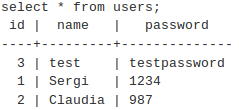 select * from users;
 id |  name   |   password
----+---------+--------------
  3 | test    | testpassword
  1 | Sergi   | 1234
  2 | Claudia | 987